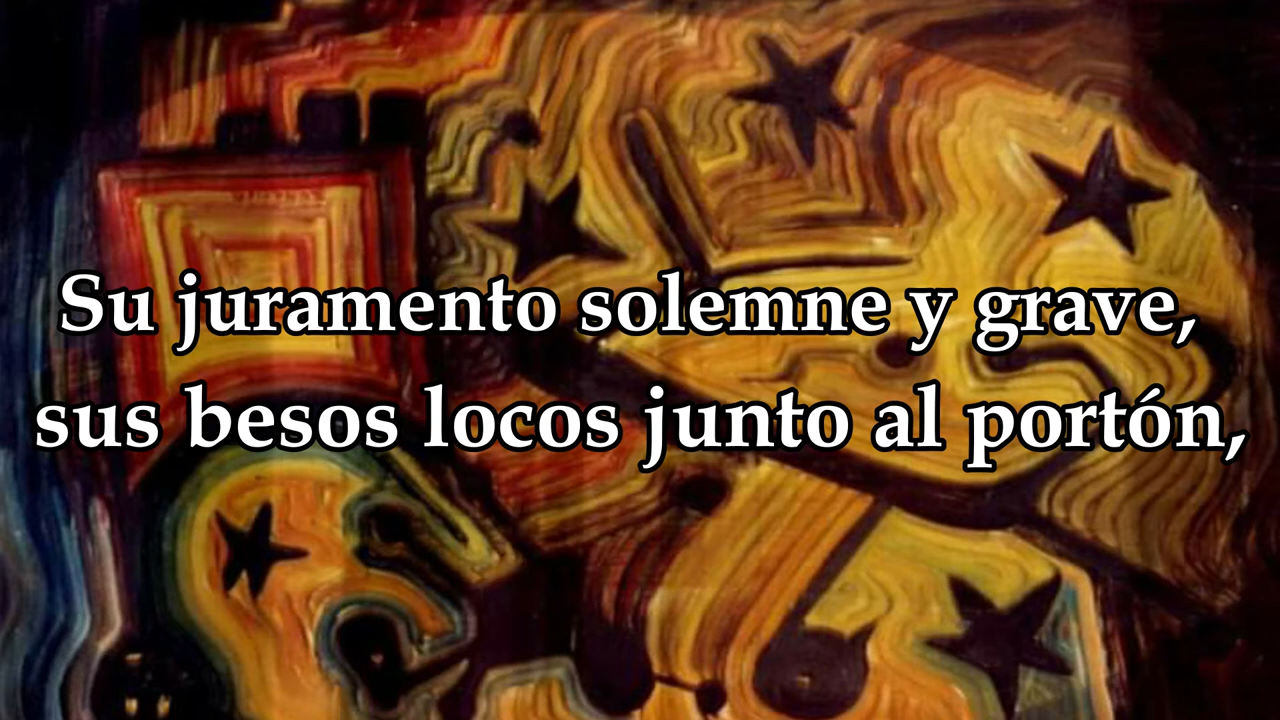 Su juramento solemne y grave,
sus besos locos junto al portón,